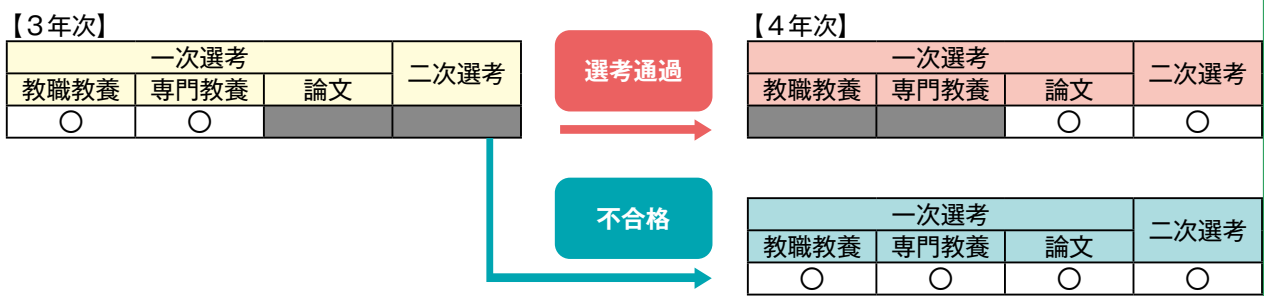 【3年次】
一次選考 二次選考
教職教養 専門教養 論文
○ ○
選考通過
【4年次】
一次選考 二次選考
教職教養 専門教養 論文
○ ○
不合格
一次選考 二次選考
教職教養 専門教養 論文
○ ○ ○ ○